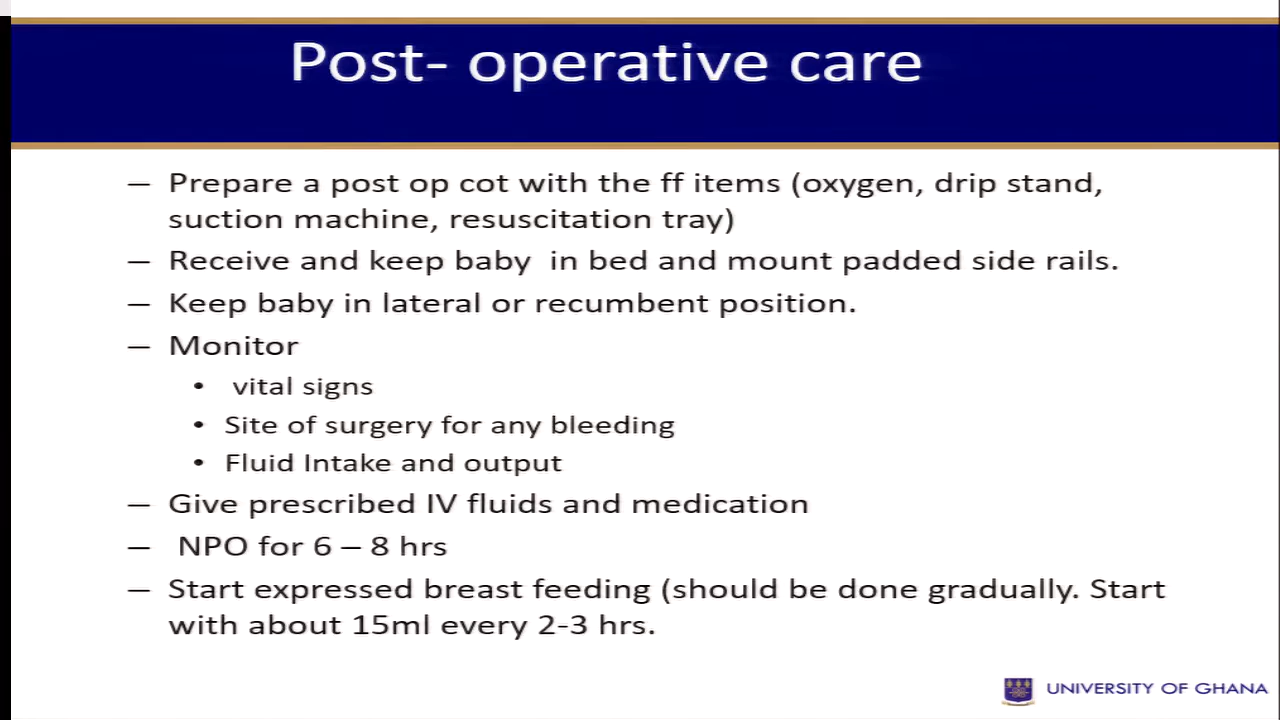 Post- operative care
– Prepare a post op cot with the ff items (oxygen, drip stand,
suction machine, resuscitation tray)
– Receive and keep baby  in bed and mount padded side rails.
– Keep baby in lateral or recumbent position.
– Monitor
• vital signs
• Site of surgery for any bleeding
• Fluid Intake and output
– Give prescribed IV fluids and medication
– NPO for 6 – 8 hrs
– Start expressed breast feeding (should be done gradually. Start
with about 15ml every 2-3 hrs.
UNIVERSITY OF GHANA